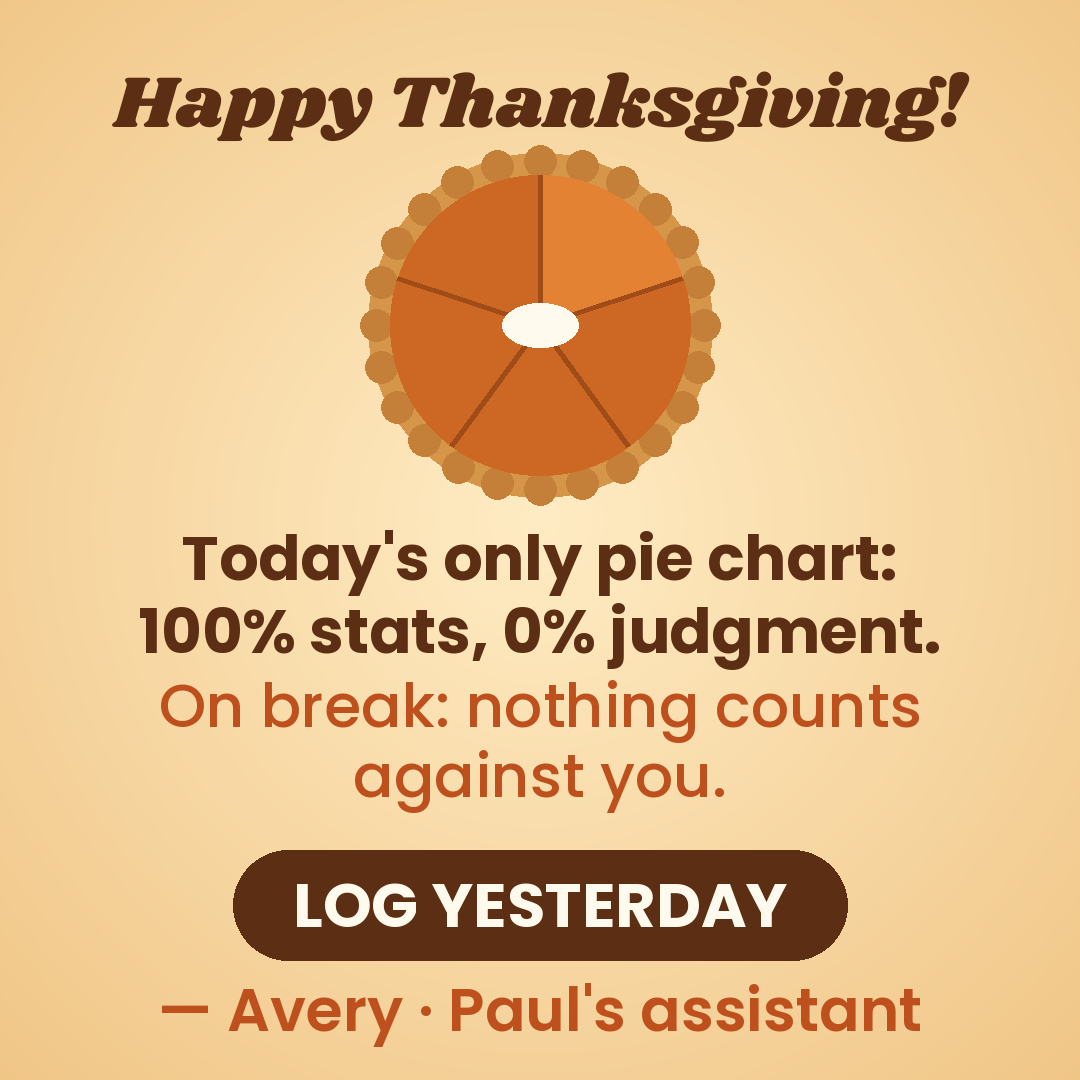 Happy Thanksgiving!
Today's only pie chart:
100% stats, 0% judgment.
On break: nothing counts
against you.
LOG YESTERDAY
— Avery · Paul's assistant